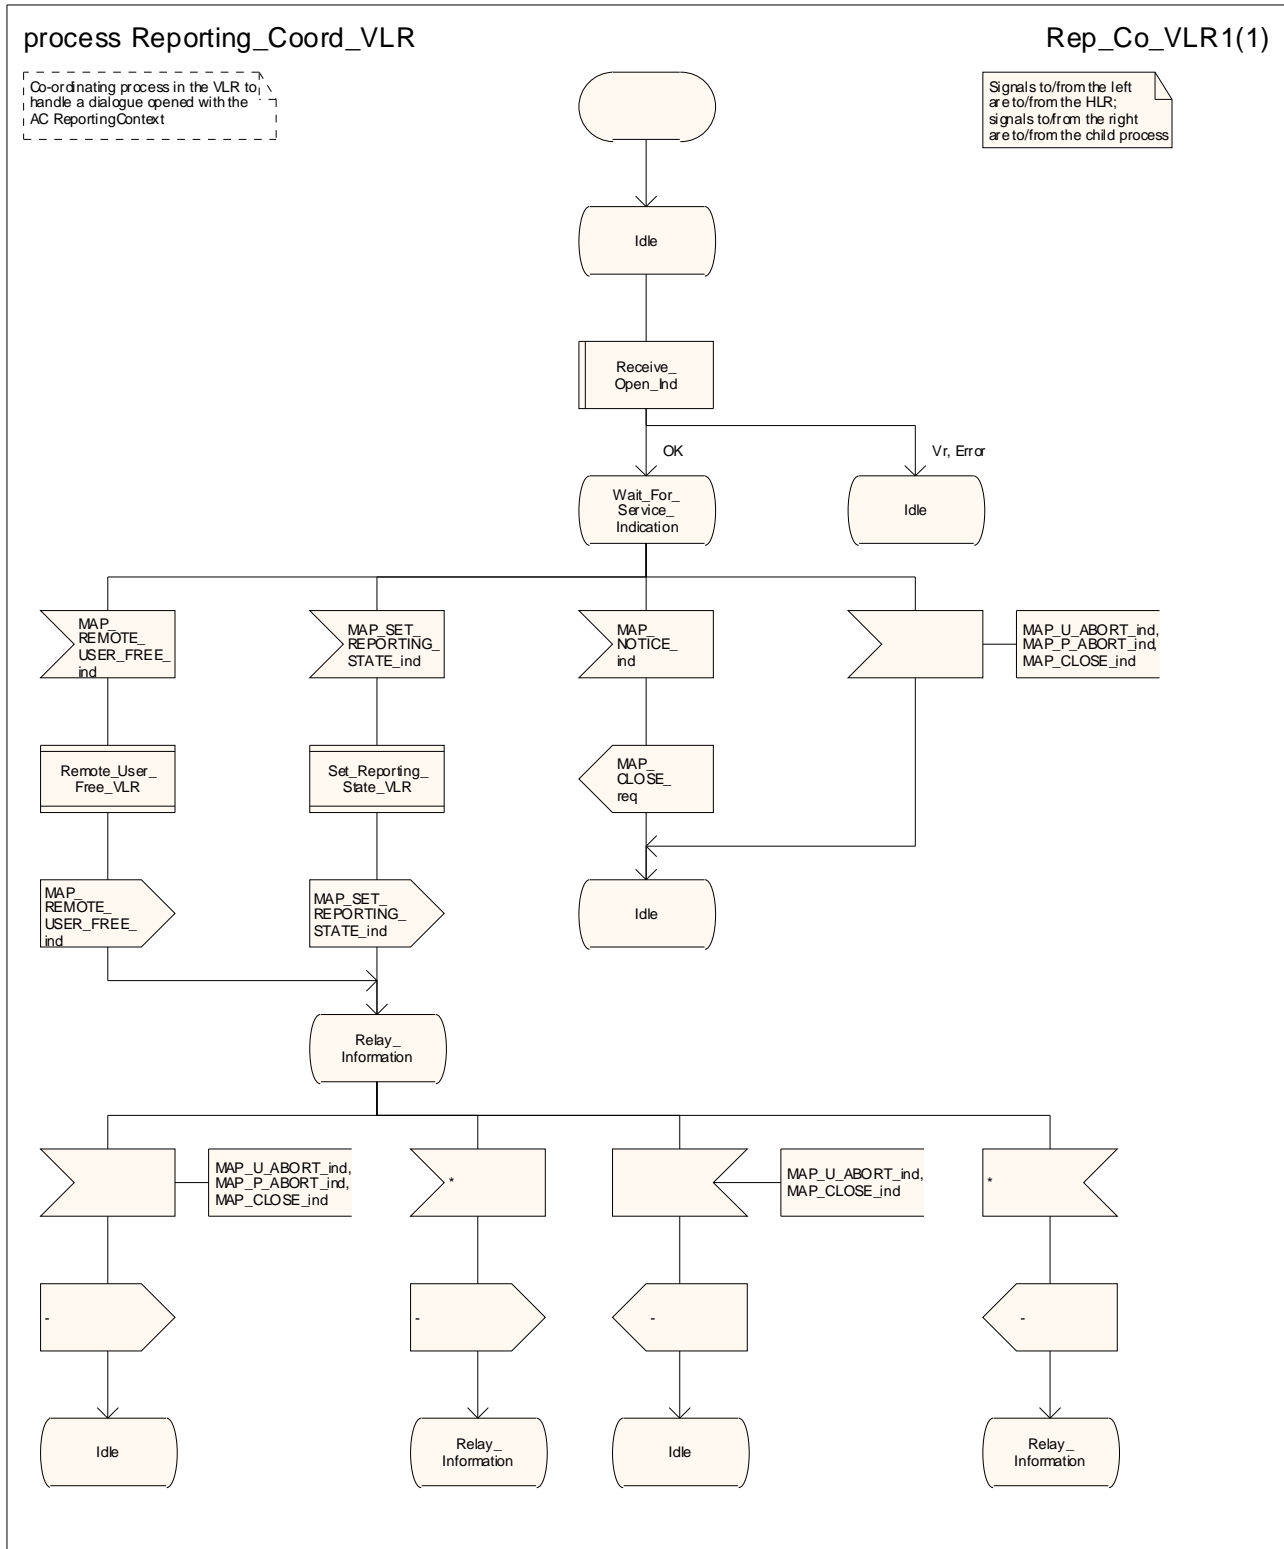 process Reporting_Coord_VLR
Rep_Co_VLR1(1)
Co-ordinating process in the VLR to
handle a dialogue opened with the
AC ReportingContext
Signals to/from the left
are to/from the HLR;
signals to/from the right
are to/from the child process
Idle
Receive_
Open_Ind
OK
Vr, Error
Wait_For_
Service_
Indication
Idle
MAP_
REMOTE_
USER_FREE_
ind
MAP_SET_
REPORTING_
STATE_ind
MAP_
NOTICE_
ind
MAP_U_ABORT_ind,
MAP_P_ABORT_ind,
MAP_CLOSE_ind
Remote_User_
Free_VLR
Set_Reporting_
State_VLR
MAP_
CLOSE_
req
MAP_
REMOTE_
USER_FREE_
ind
MAP_SET_
REPORTING_
STATE_ind
Idle
Relay_
Information
MAP_U_ABORT_ind,
MAP_P_ABORT_ind,
MAP_CLOSE_ind
*
MAP_U_ABORT_ind,
MAP_CLOSE_ind
*
-
-
-
-
Idle
Relay_
Information
Idle
Relay_
Information